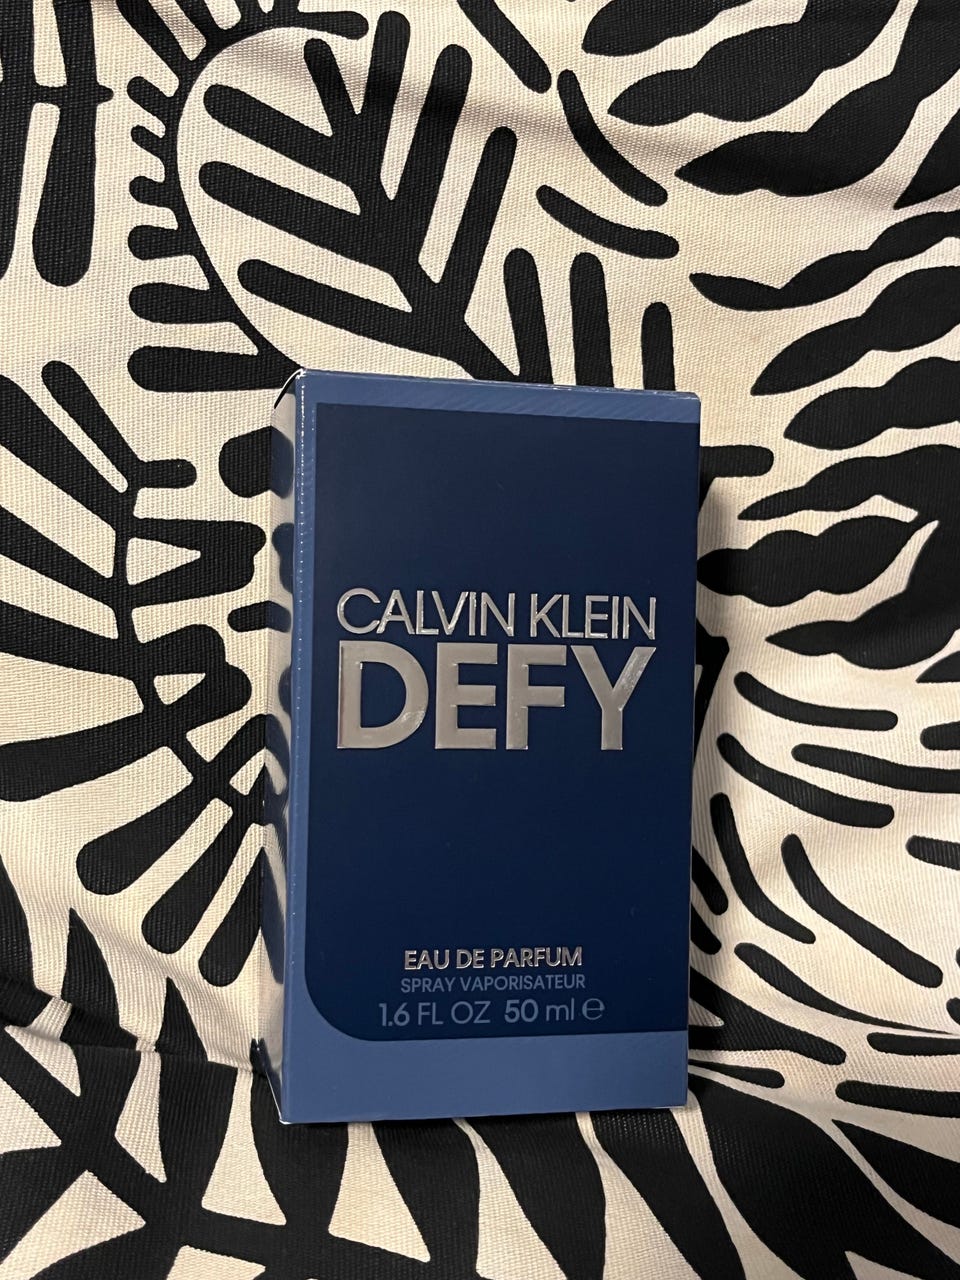 CALVIN KLEIN
DEFY
EAU DE PARFUM
SPRAY VAPORISATEUR
1.6 FL OZ 50 ml ℮